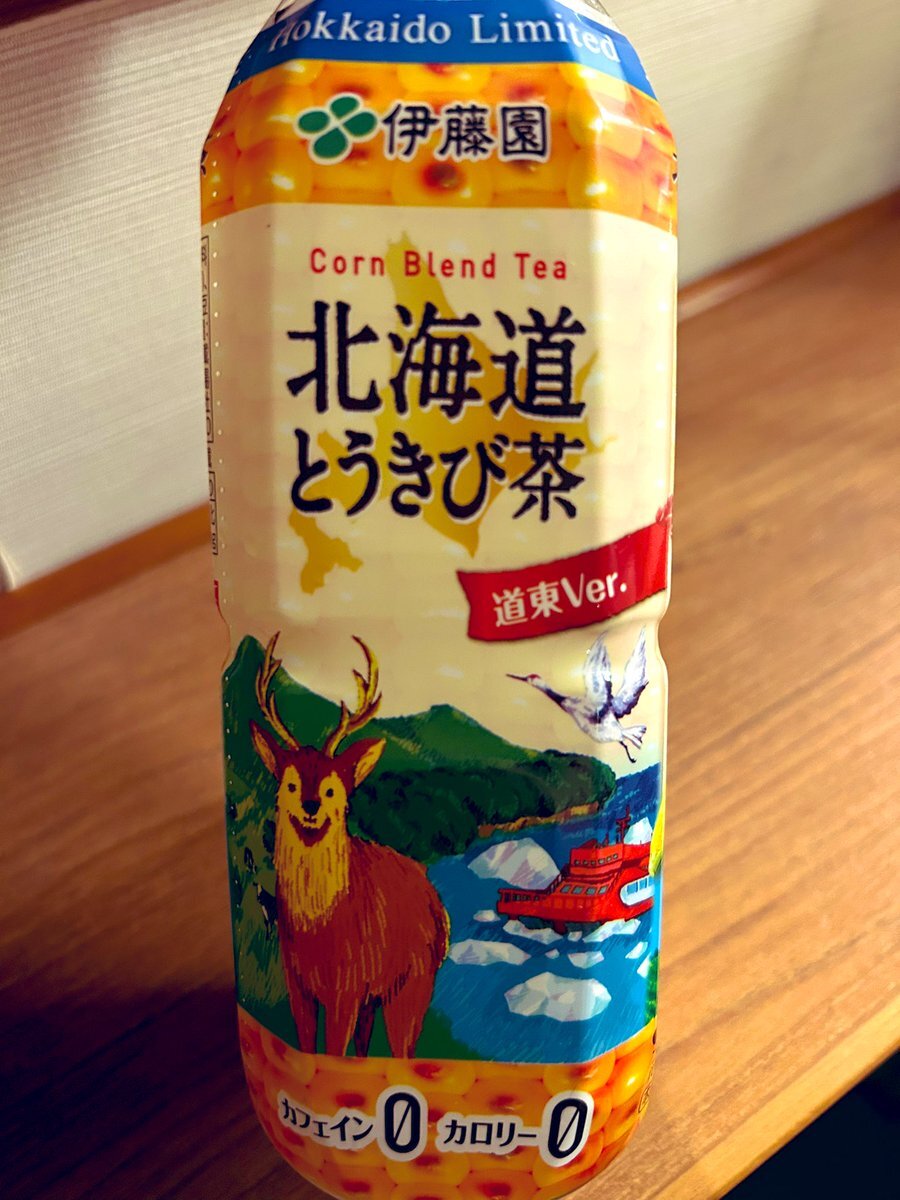 Hokkaido Limited
伊藤園
Corn Blend Tea
北海道
とうきび茶
道東Ver.
カフェイン0 カロリー0